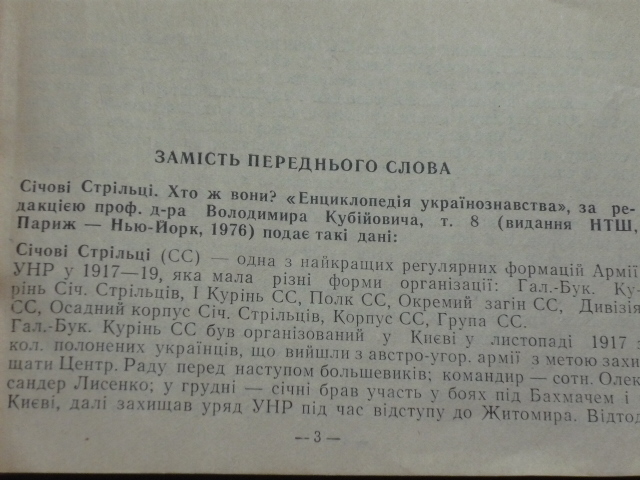 ЗАМІСТЬ ПЕРЕДНЬОГО СЛОВА
Січові Стрільці. Хто ж вони? «Енциклопедія українознавства», за ре-
дакцією проф. д-ра Володимира Кубійовича, т. 8 (видання НТШ,
Париж — Нью-Йорк, 1976) подає такі дані:
Січові Стрільці (СС) — одна з найкращих регулярних формацій Армії
УНР у 1917—19, яка мала різні форми організації: Гал.-Бук. Ку-
рінь Січ. Стрільців, І Курінь СС, Полк СС, Окремий загін СС, Дивізія
СС, Осадний корпус Січ. Стрільців, Корпус СС, Група СС.
Гал.-Бук. Курінь СС був організований у Києві у листопаді 1917 з
кол. полонених українців, що вийшли з австро-угор. армії з метою захи-
щати Центр. Раду перед наступом большевиків; командир — сотн. Олек-
сандер Лисенко; у грудні — січні брав участь у боях під Бахмачем і в
Києві, далі захищав уряд УНР під час відступу до Житомира. Відтод
— 3 —